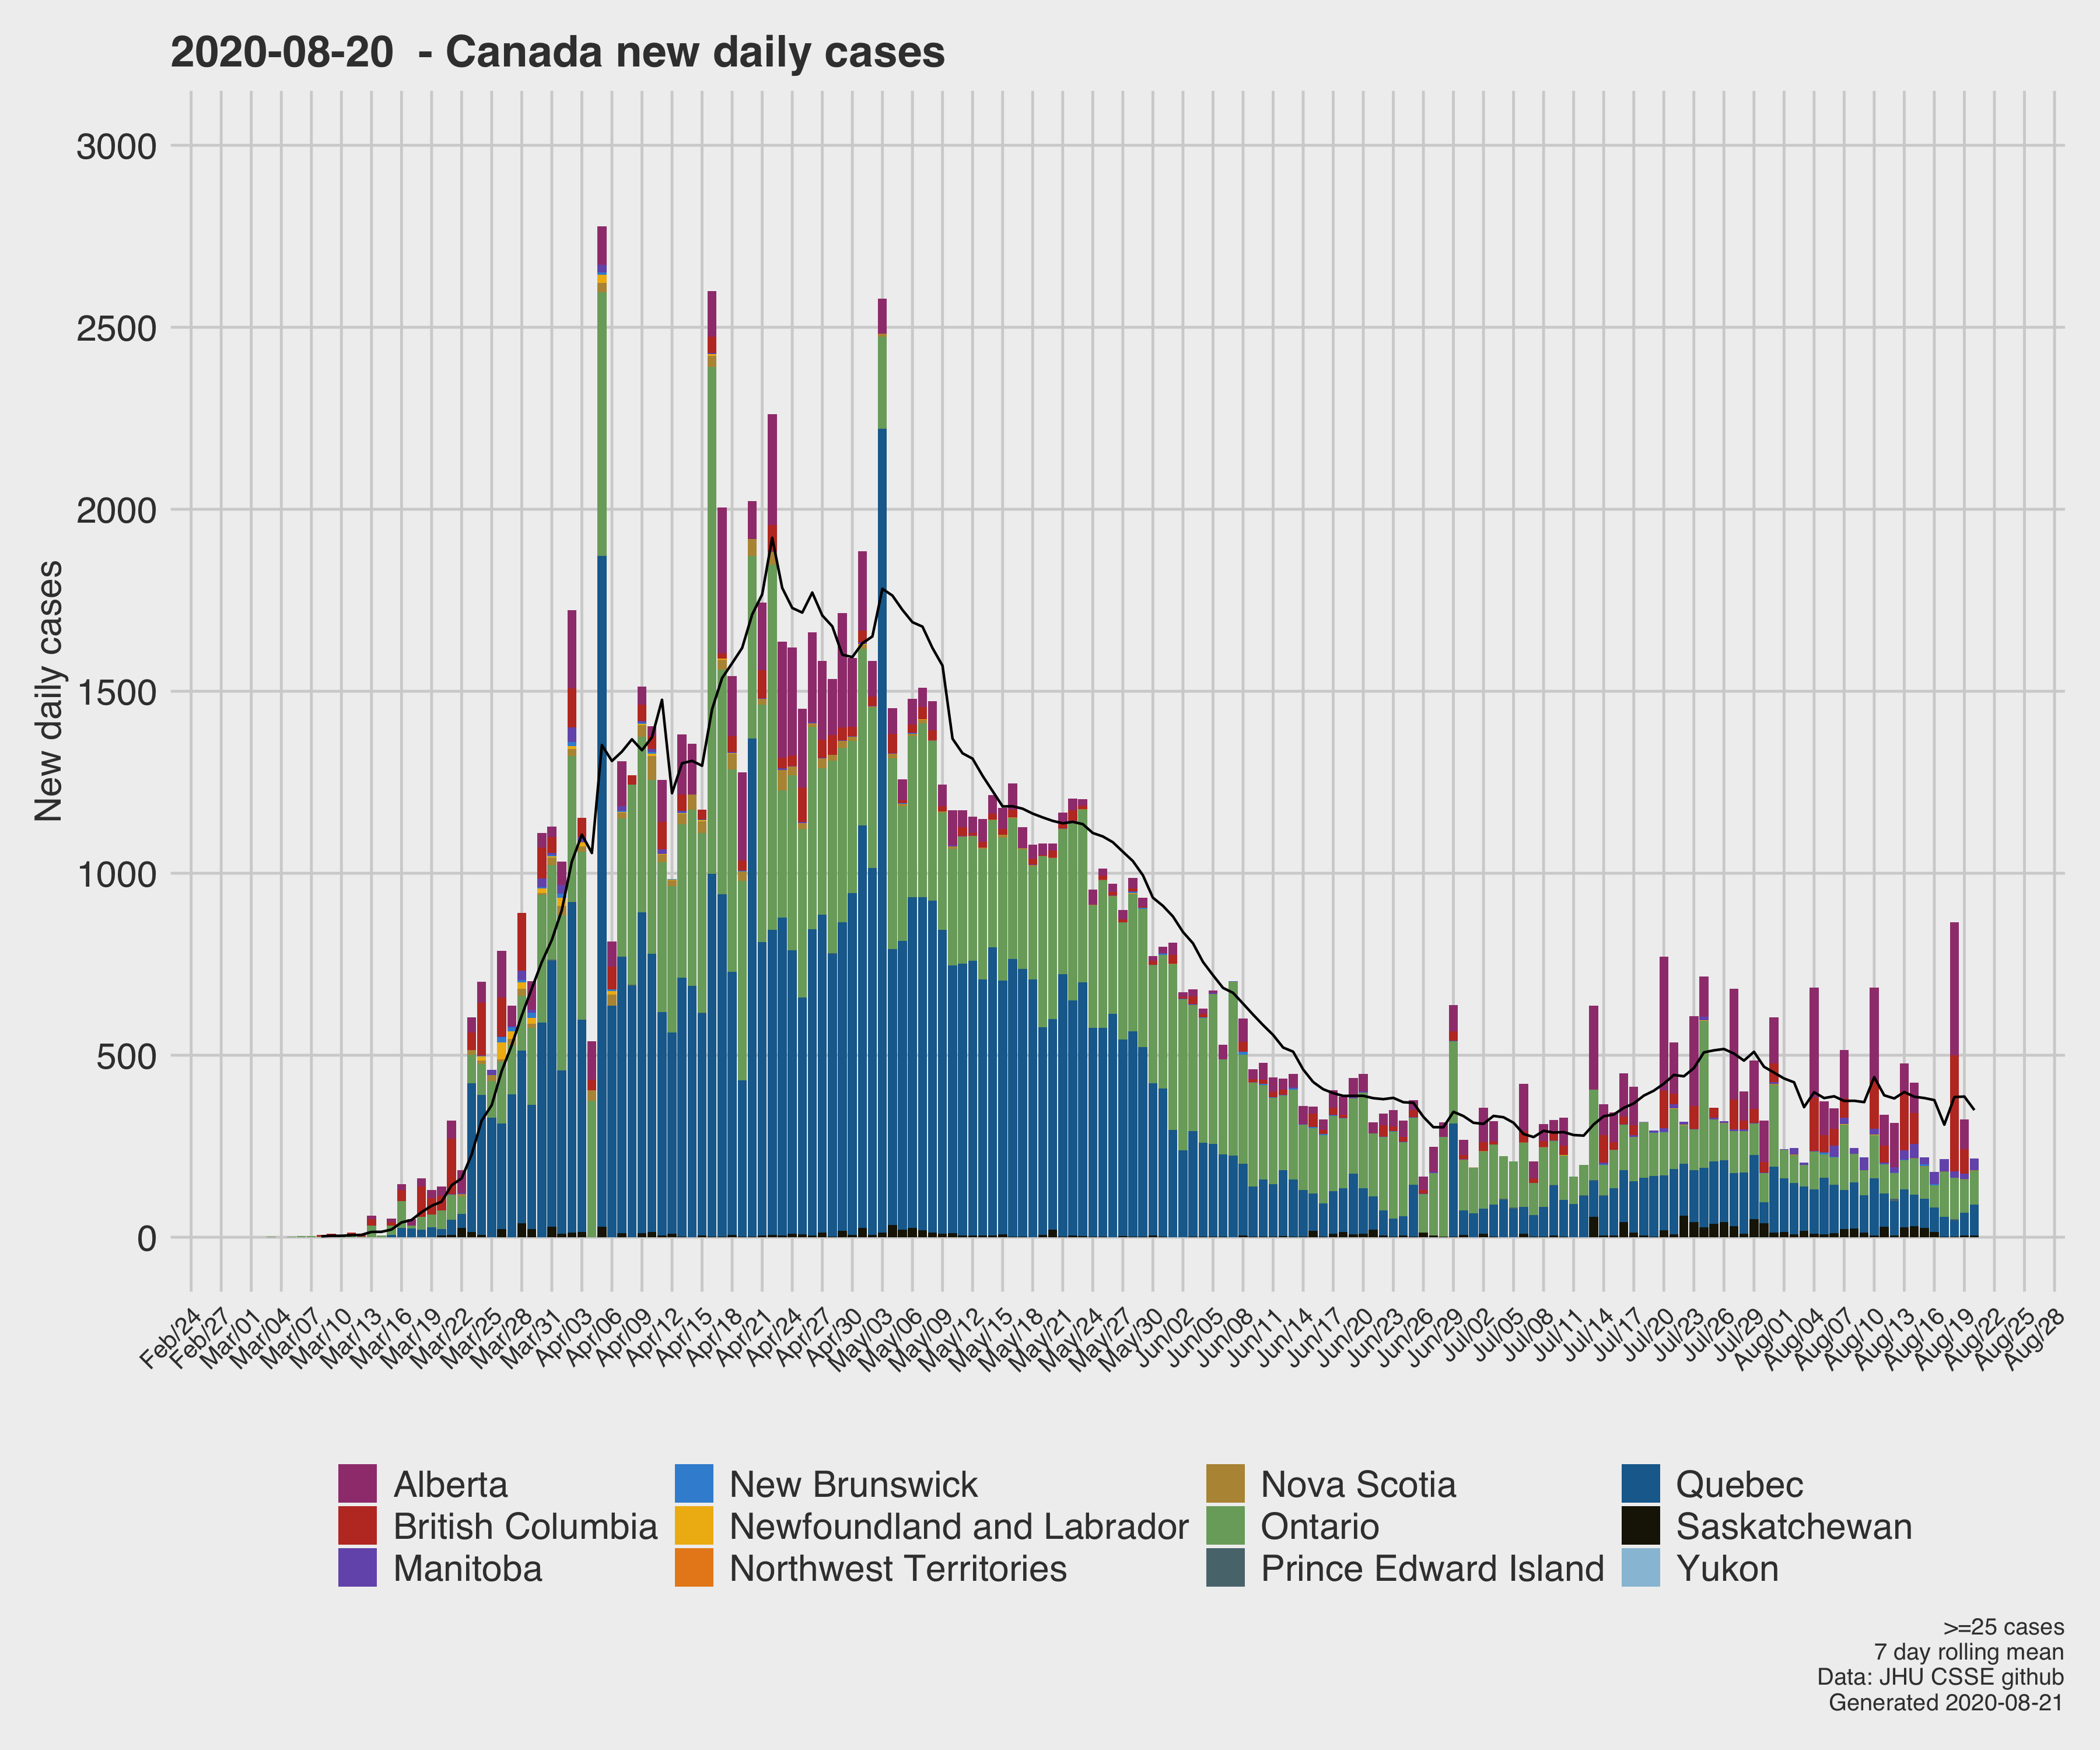 2020-08-20  - Canada new daily cases
New daily cases
3000
2500
2000
1500
1000
500
0
Feb/24 Feb/27 Mar/01 Mar/04 Mar/07 Mar/10 Mar/13 Mar/16 Mar/19 Mar/22 Mar/25 Mar/28 Mar/31 Apr/03 Apr/06 Apr/09 Apr/12 Apr/15 Apr/18 Apr/21 Apr/24 Apr/27 Apr/30 May/03 May/06 May/09 May/12 May/15 May/18 May/21 May/24 May/27 May/30 Jun/02 Jun/05 Jun/08 Jun/11 Jun/14 Jun/17 Jun/20 Jun/23 Jun/26 Jun/29 Jul/02 Jul/05 Jul/08 Jul/11 Jul/14 Jul/17 Jul/20 Jul/23 Jul/26 Jul/29 Aug/01 Aug/04 Aug/07 Aug/10 Aug/13 Aug/16 Aug/19 Aug/22 Aug/25 Aug/28
Alberta New Brunswick Nova Scotia Quebec
British Columbia Newfoundland and Labrador Ontario Saskatchewan
Manitoba Northwest Territories Prince Edward Island Yukon
>=25 cases
7 day rolling mean
Data: JHU CSSE github
Generated 2020-08-21